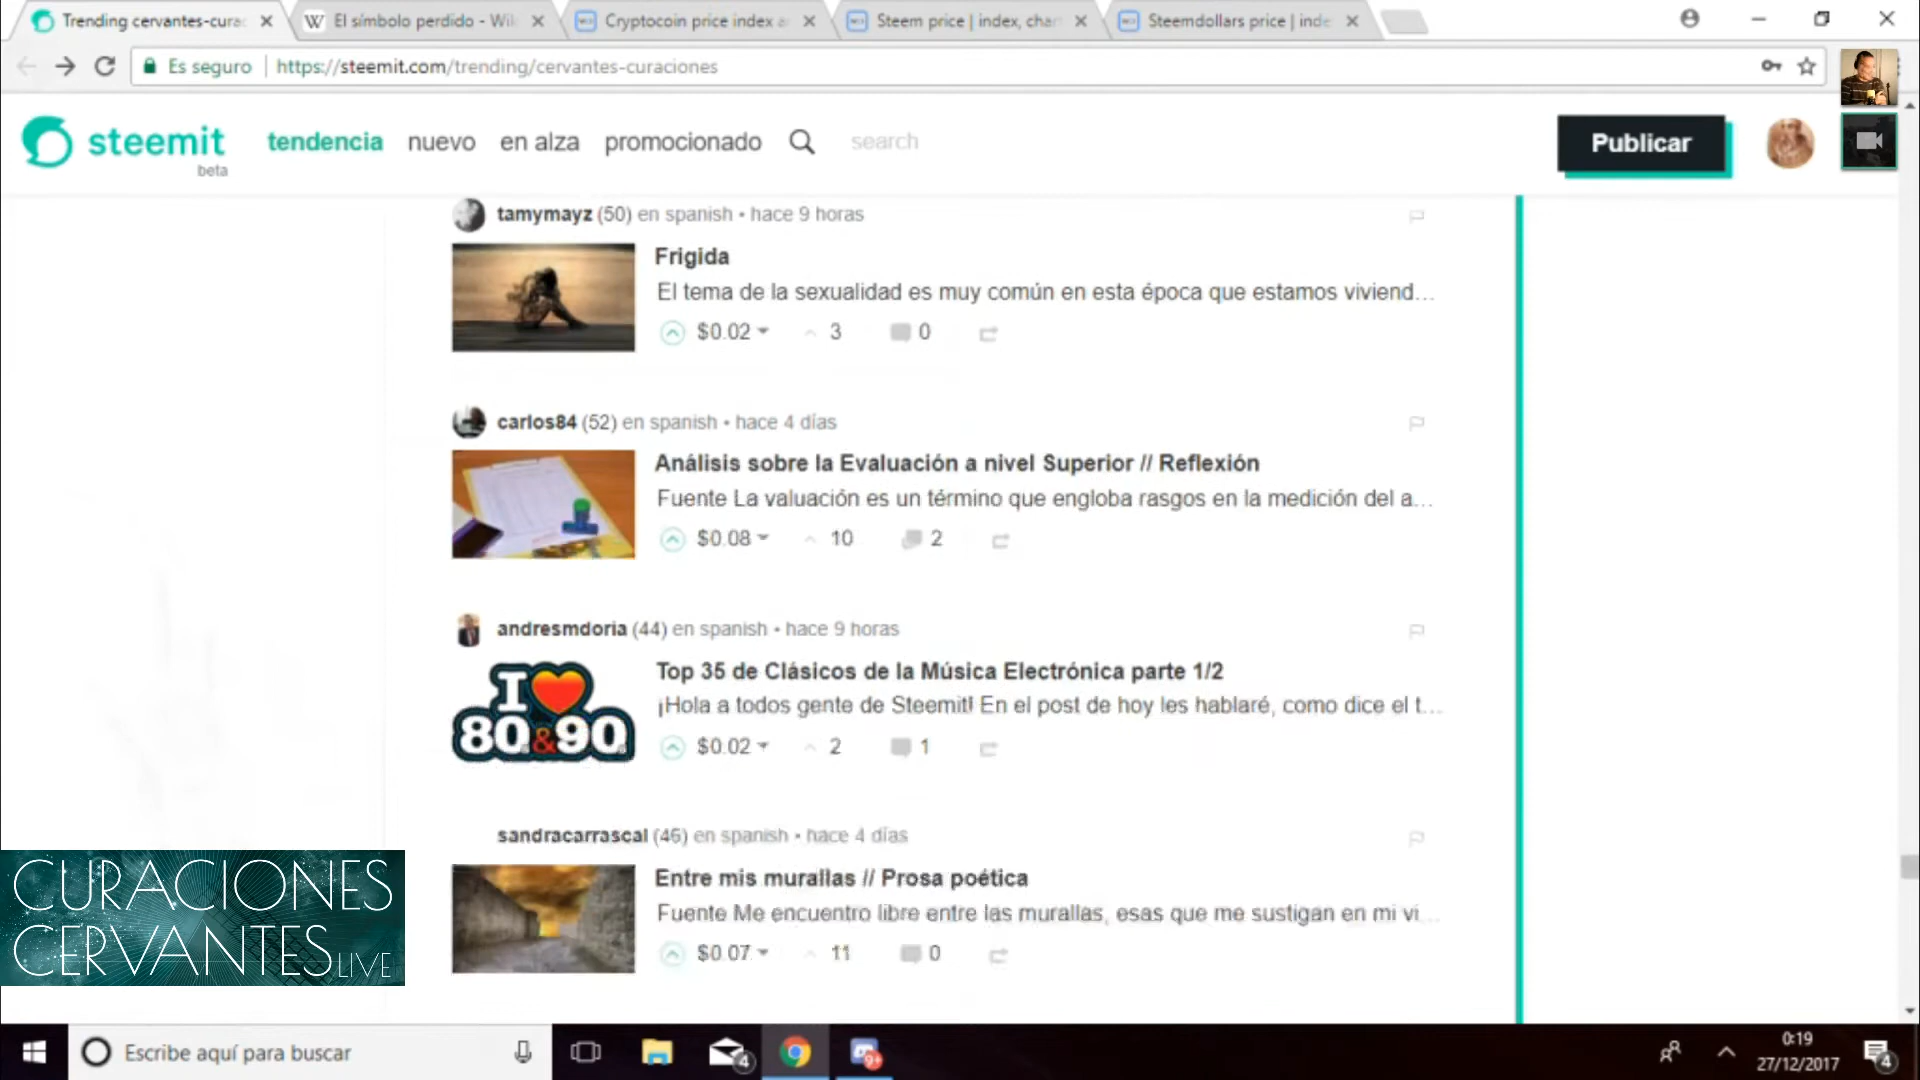 Trending cervantes-curac
El símbolo perdido - Wik
Cryptocoin price index a
Steem price | index, char
Steemdollars price | inde
Es seguro
https://steemit.com/trending/cervantes-curaciones
steemit
beta
tendencia nuevo en alza promocionado search
Publicar
tamymayz (50) en spanish • hace 9 horas
Frigida
El tema de la sexualidad es muy común en esta época que estamos viviend...
$0.02 3 0
carlos84 (52) en spanish • hace 4 días
Análisis sobre la Evaluación a nivel Superior // Reflexión
Fuente La valuación es un término que engloba rasgos en la medición del a...
$0.08 10 2
andresmdoria (44) en spanish • hace 9 horas
I
80&90
Top 35 de Clásicos de la Música Electrónica parte 1/2
¡Hola a todos gente de Steemit! En el post de hoy les hablaré, como dice el t...
$0.02 2 1
sandracarrascal (46) en spanish • hace 4 días
Entre mis murallas // Prosa poética
Fuente Me encuentro libre entre las murallas, esas que me sustigan en mi vi...
$0.07 11 0
CURACIONES
CERVANTES LIVE
Escribe aquí para buscar
4
9+
0:19
27/12/2017
4